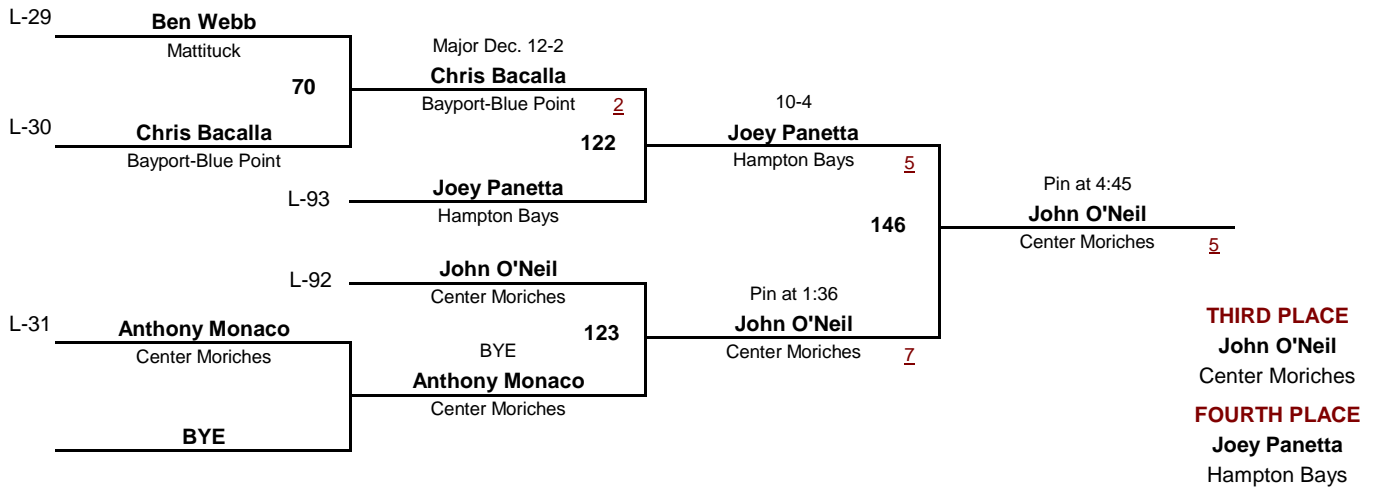 L-29
Ben Webb
Mattituck
70
L-30
Chris Bacalla
Bayport-Blue Point
Major Dec. 12-2
Chris Bacalla
Bayport-Blue Point 2
122
L-93
Joey Panetta
Hampton Bays
10-4
Joey Panetta
Hampton Bays 5
L-92
John O'Neil
Center Moriches
123
L-31
Anthony Monaco
Center Moriches
BYE
BYE
Anthony Monaco
Center Moriches
Pin at 1:36
John O'Neil
Center Moriches 7
146
Pin at 4:45
John O'Neil
Center Moriches 5
THIRD PLACE
John O'Neil
Center Moriches
FOURTH PLACE
Joey Panetta
Hampton Bays